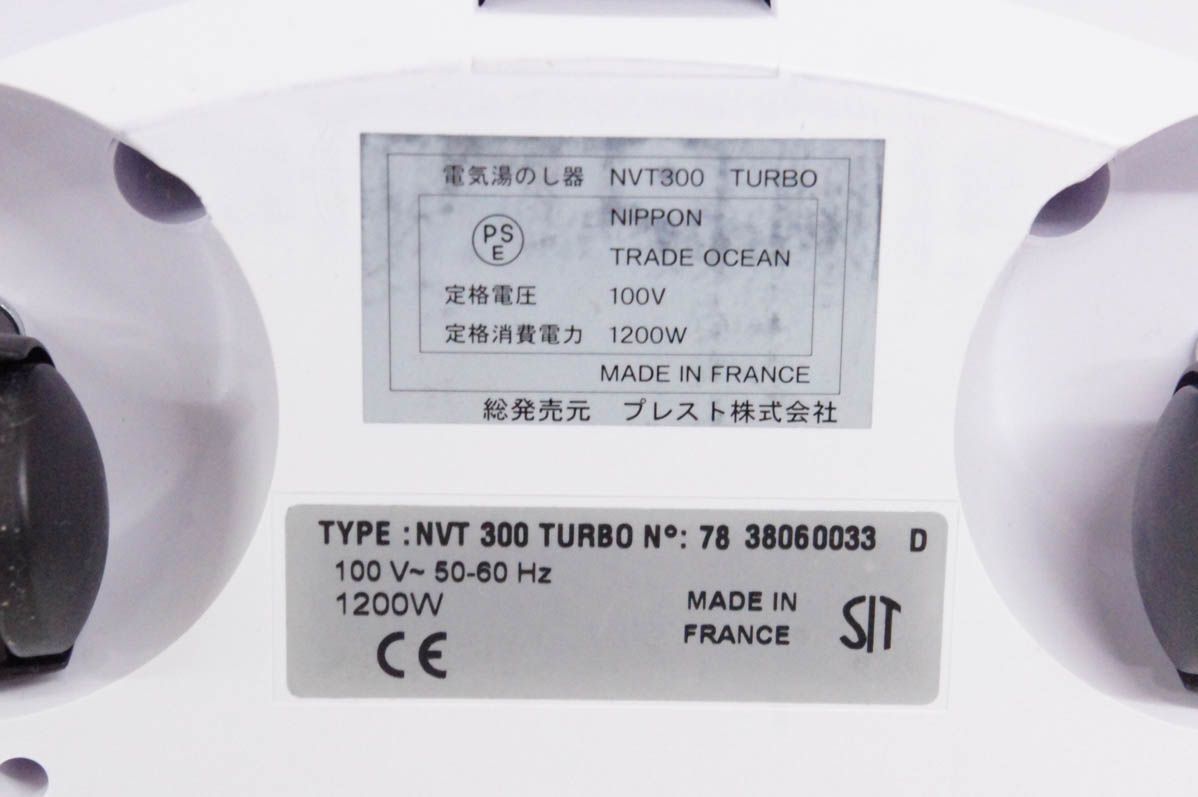 電気湯のし器 NVT300 TURBO
PS E
NIPPON
TRADE OCEAN
定格電圧 100V
定格消費電力 1200W
MADE IN FRANCE
総発売元 プレスト株式会社
TYPE : NVT 300 TURBO N°: 78 38060033 D
100 V~ 50-60 Hz
1200W
CE
MADE IN
FRANCE
SIT